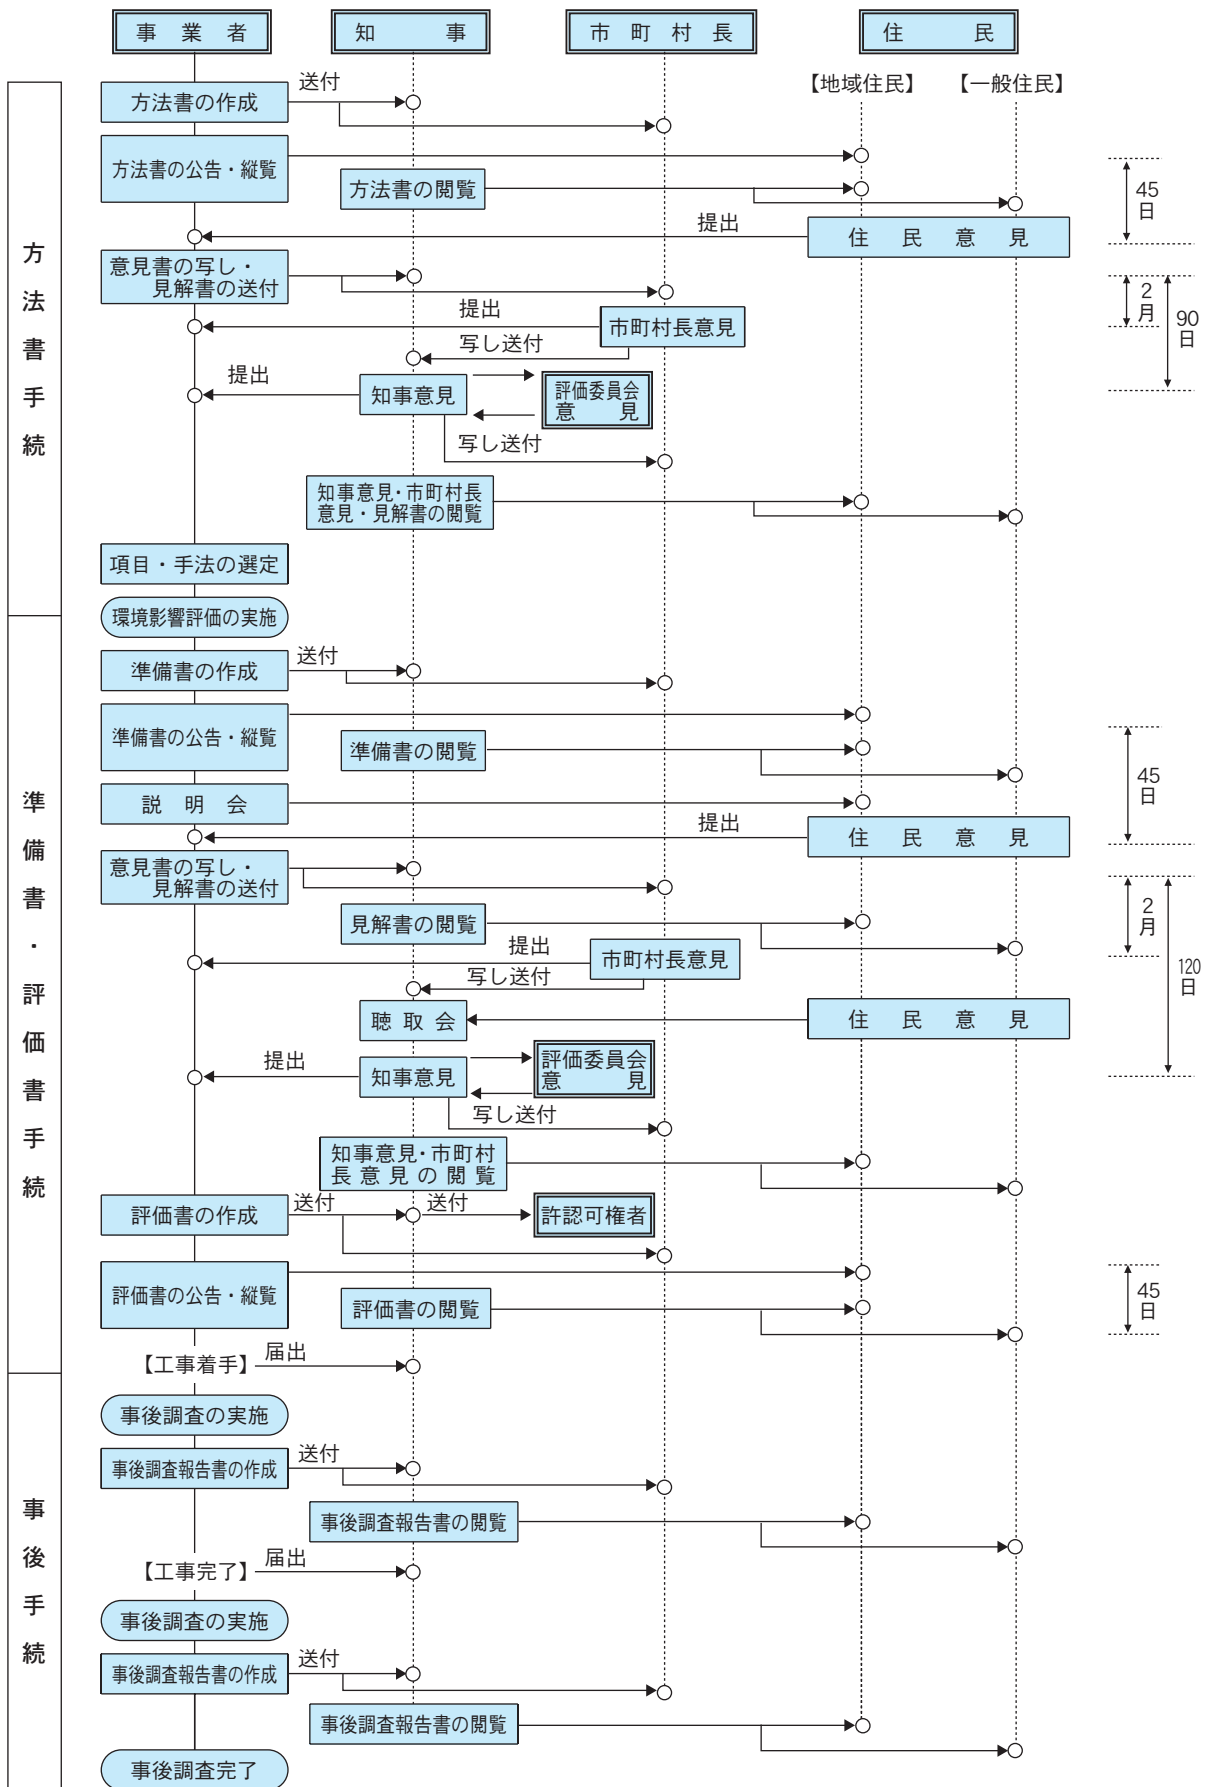 事業者
知事
市町村長
住民
【地域住民】
【一般住民】
方法書手続
方法書の作成
送付
方法書の公告・縦覧
方法書の閲覧
45日
提出
住民意見
意見書の写し・
見解書の送付
2月
90日
提出
市町村長意見
写し送付
提出
知事意見
評価委員会
意見
写し送付
知事意見・市町村長
意見・見解書の閲覧
項目・手法の選定
環境影響評価の実施
準備書・評価書手続
準備書の作成
送付
準備書の公告・縦覧
準備書の閲覧
45日
説明会
提出
住民意見
意見書の写し・
見解書の送付
2月
120日
見解書の閲覧
提出
市町村長意見
写し送付
聴取会
住民意見
提出
知事意見
評価委員会
意見
写し送付
知事意見・市町村
長意見の閲覧
評価書の作成
送付
送付
許認可権者
評価書の公告・縦覧
評価書の閲覧
45日
【工事着手】
届出
事後手続
事後調査の実施
事後調査報告書の作成
送付
事後調査報告書の閲覧
【工事完了】
届出
事後調査の実施
事後調査報告書の作成
送付
事後調査報告書の閲覧
事後調査完了